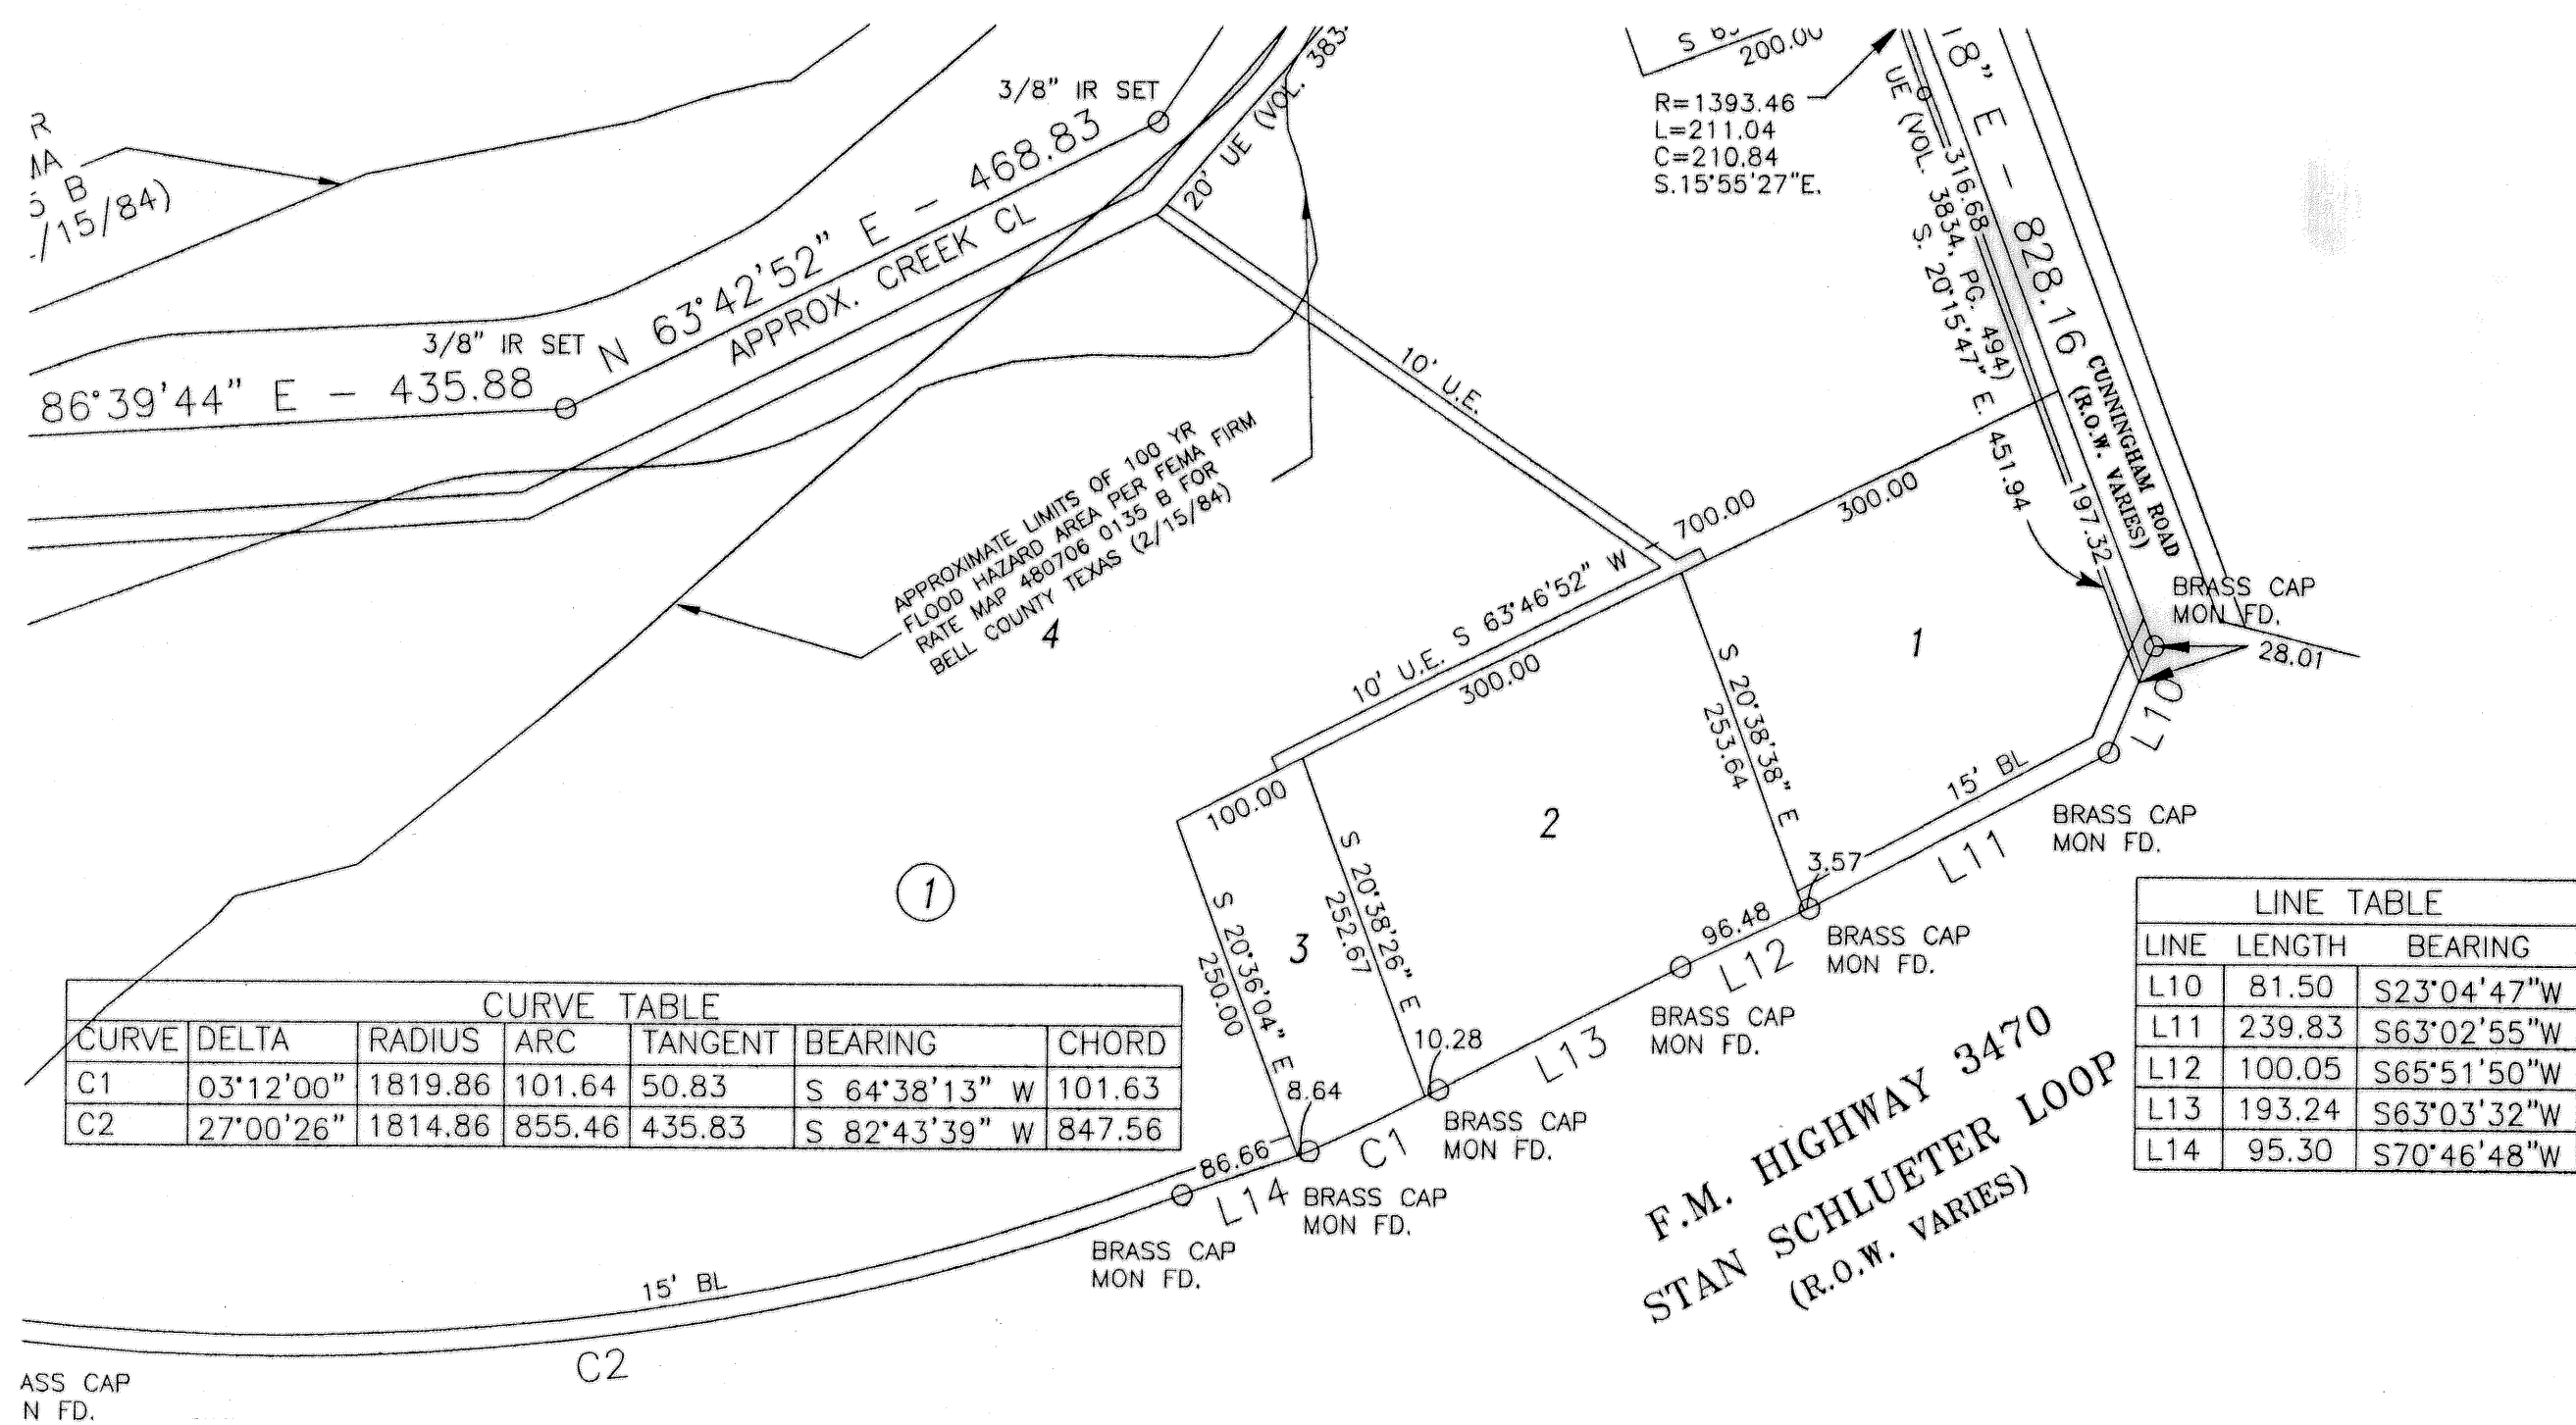 R
MA
5 B
/15/84)
3/8" IR SET
N 63°42'52" E - 468.83
APPROX. CREEK CL
20' UE (VOL. 383
3/8" IR SET
86°39'44" E - 435.88
200.00
R=1393.46
L=211.04
C=210.84
S.15°55'27"E.
18" E - 828.16
UE (VOL. 3834, PG. 494)
316.68
S. 20°15'47" E. 451.94
197.32
CUNNINGHAM ROAD
(R.O.W. VARIES)
10' U.E.
APPROXIMATE LIMITS OF 100 YR
FLOOD HAZARD AREA PER FEMA FIRM
RATE MAP 480706 0135 B FOR
BELL COUNTY TEXAS (2/15/84)
4
10' U.E. S 63°46'52" W - 700.00
300.00
300.00
100.00
BRASS CAP
MON FD.
28.01
L10
1
S 20°38'38" E
253.64
15' BL
BRASS CAP
MON FD.
L11
3.57
2
S 20°38'26" E
252.67
96.48
L12
BRASS CAP
MON FD.
BRASS CAP
MON FD.
L13
10.28
3
S 20°36'04" E
250.00
8.64
C1
BRASS CAP
MON FD.
86.66
L14
BRASS CAP
MON FD.
BRASS CAP
MON FD.
1
15' BL
C2
ASS CAP
N FD.
F.M. HIGHWAY 3470
STAN SCHLUETER LOOP
(R.O.W. VARIES)
CURVE TABLE
CURVE DELTA RADIUS ARC TANGENT BEARING CHORD
C1 03°12'00" 1819.86 101.64 50.83 S 64°38'13" W 101.63
C2 27°00'26" 1814.86 855.46 435.83 S 82°43'39" W 847.56
LINE TABLE
LINE LENGTH BEARING
L10 81.50 S23°04'47"W
L11 239.83 S63°02'55"W
L12 100.05 S65°51'50"W
L13 193.24 S63°03'32"W
L14 95.30 S70°46'48"W